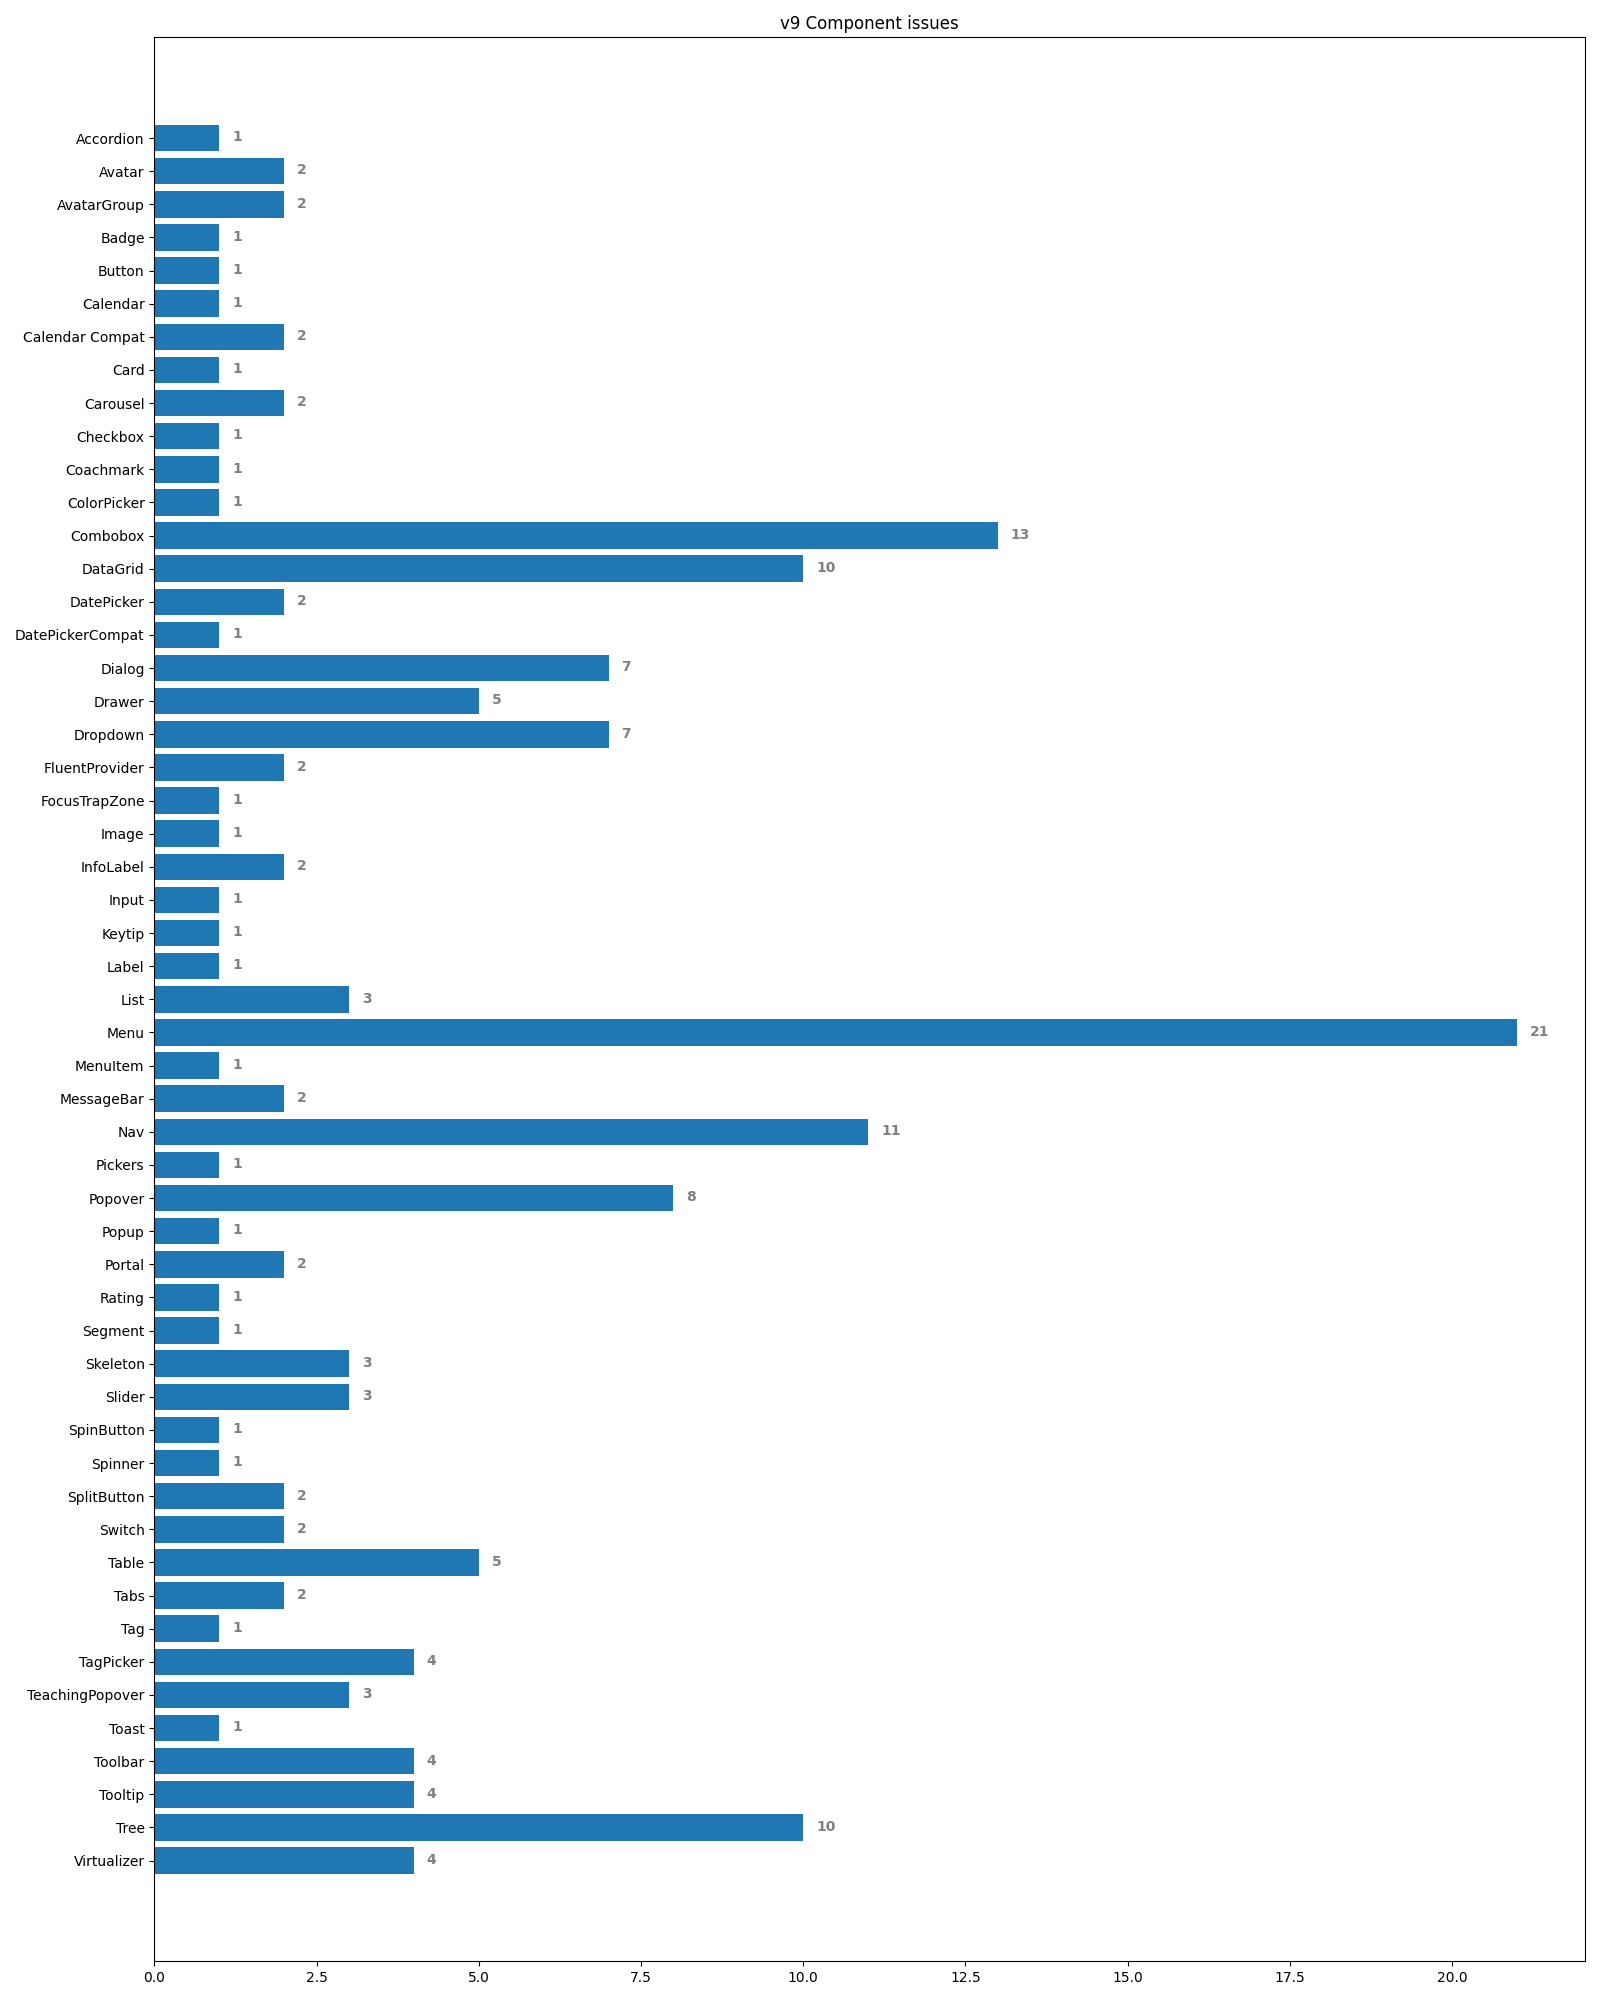 v9 Component issues
Accordion 1
Avatar 2
AvatarGroup 2
Badge 1
Button 1
Calendar 1
Calendar Compat 2
Card 1
Carousel 2
Checkbox 1
Coachmark 1
ColorPicker 1
Combobox 13
DataGrid 10
DatePicker 2
DatePickerCompat 1
Dialog 7
Drawer 5
Dropdown 7
FluentProvider 2
FocusTrapZone 1
Image 1
InfoLabel 2
Input 1
Keytip 1
Label 1
List 3
Menu 21
MenuItem 1
MessageBar 2
Nav 11
Pickers 1
Popover 8
Popup 1
Portal 2
Rating 1
Segment 1
Skeleton 3
Slider 3
SpinButton 1
Spinner 1
SplitButton 2
Switch 2
Table 5
Tabs 2
Tag 1
TagPicker 4
TeachingPopover 3
Toast 1
Toolbar 4
Tooltip 4
Tree 10
Virtualizer 4
0.0 2.5 5.0 7.5 10.0 12.5 15.0 17.5 20.0